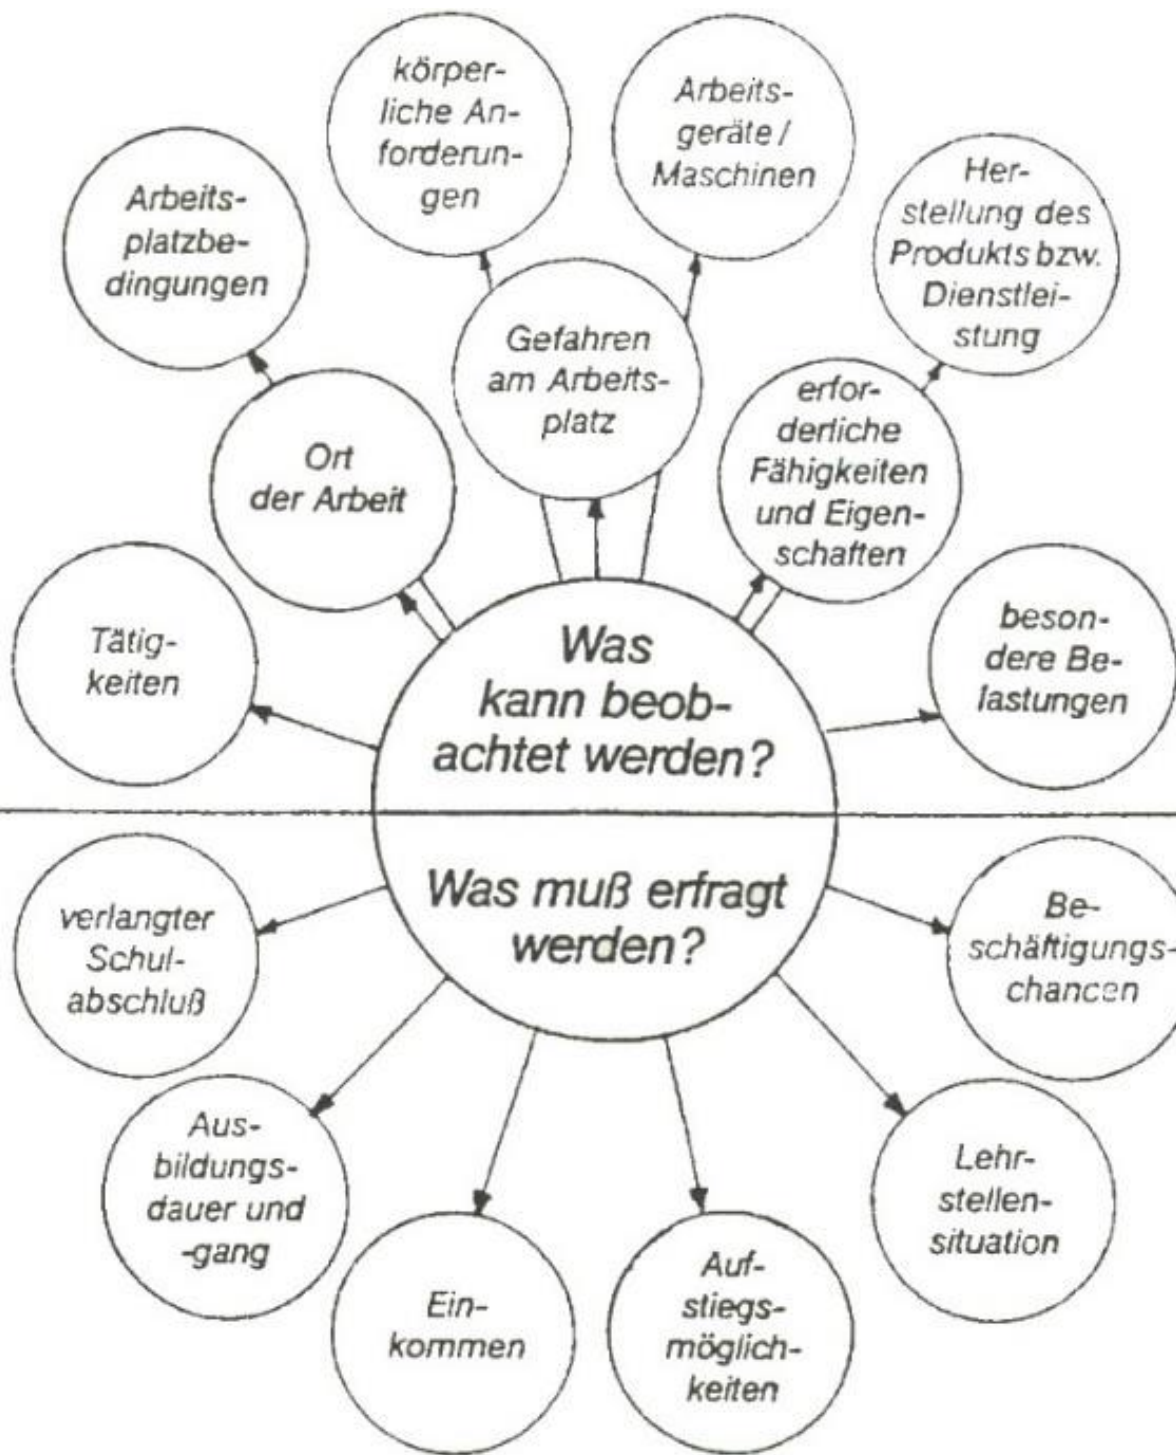 körper-
liche An-
forderun-
gen
Arbeits-
geräte /
Maschinen
Arbeits-
platzbe-
dingungen
Her-
stellung des
Produkts bzw.
Dienstlei-
stung
Gefahren
am Arbeits-
platz
erfor-
derliche
Fähigkeiten
und Eigen-
schaften
Ort
der Arbeit
Tätig-
keiten
beson-
dere Be-
lastungen
Was
kann beob-
achtet werden?
Was muß erfragt
werden?
verlangter
Schul-
abschluß
Be-
schäftigungs-
chancen
Aus-
bildungs-
dauer und
-gang
Lehr-
stellen-
situation
Ein-
kommen
Auf-
stiegs-
möglich-
keiten